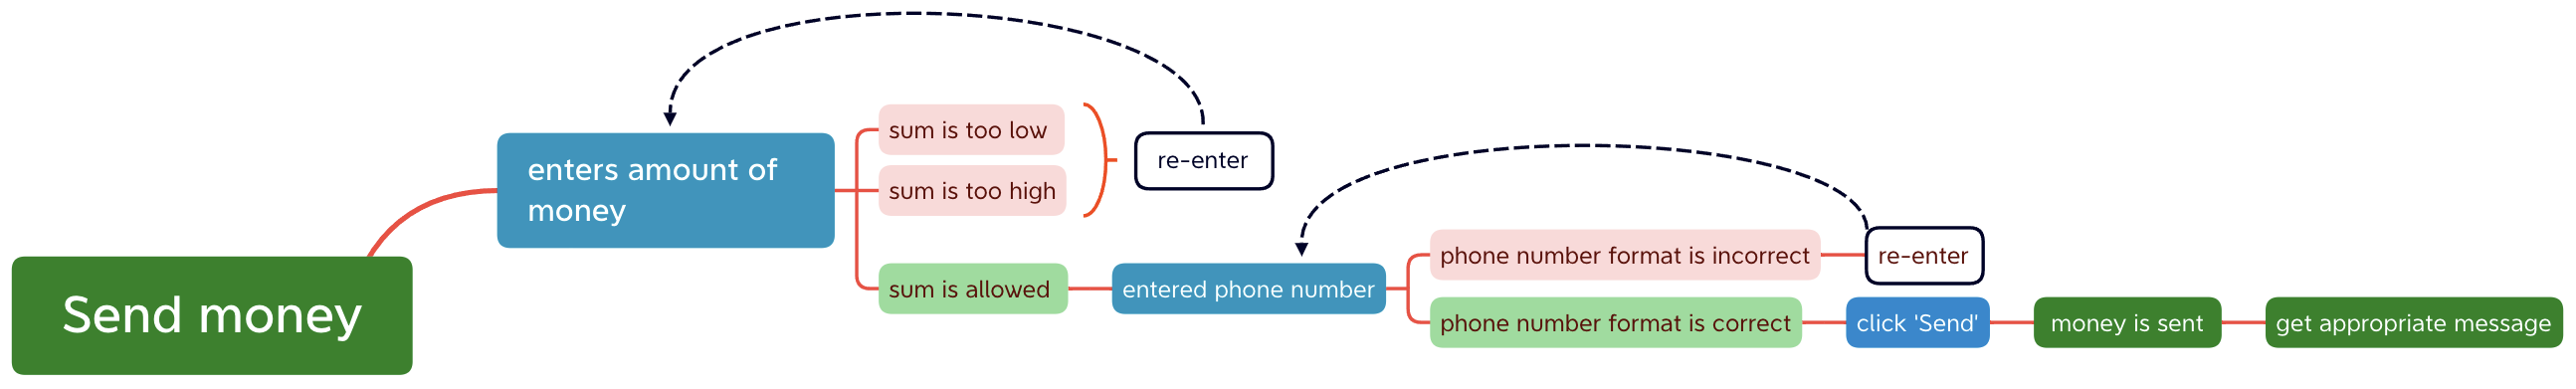 Send money
enters amount of
money
sum is too low
sum is too high
re-enter
sum is allowed
entered phone number
phone number format is incorrect
re-enter
phone number format is correct
click 'Send'
money is sent
get appropriate message